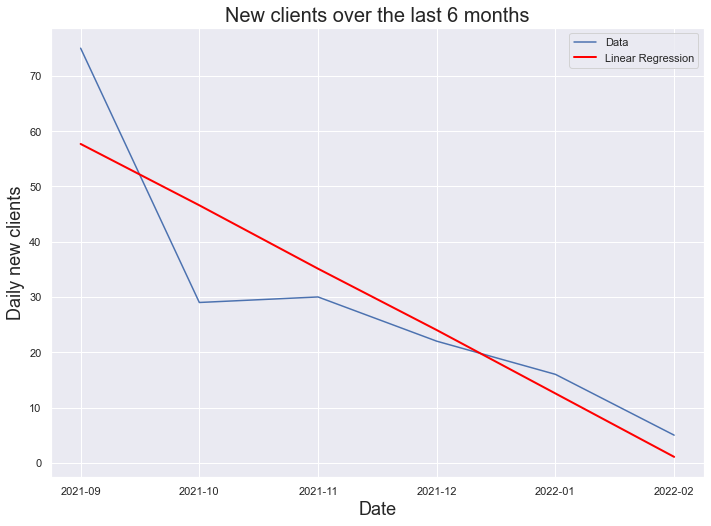 New clients over the last 6 months
Data
Linear Regression
Daily new clients
70
60
50
40
30
20
10
0
2021-09 2021-10 2021-11 2021-12 2022-01 2022-02
Date